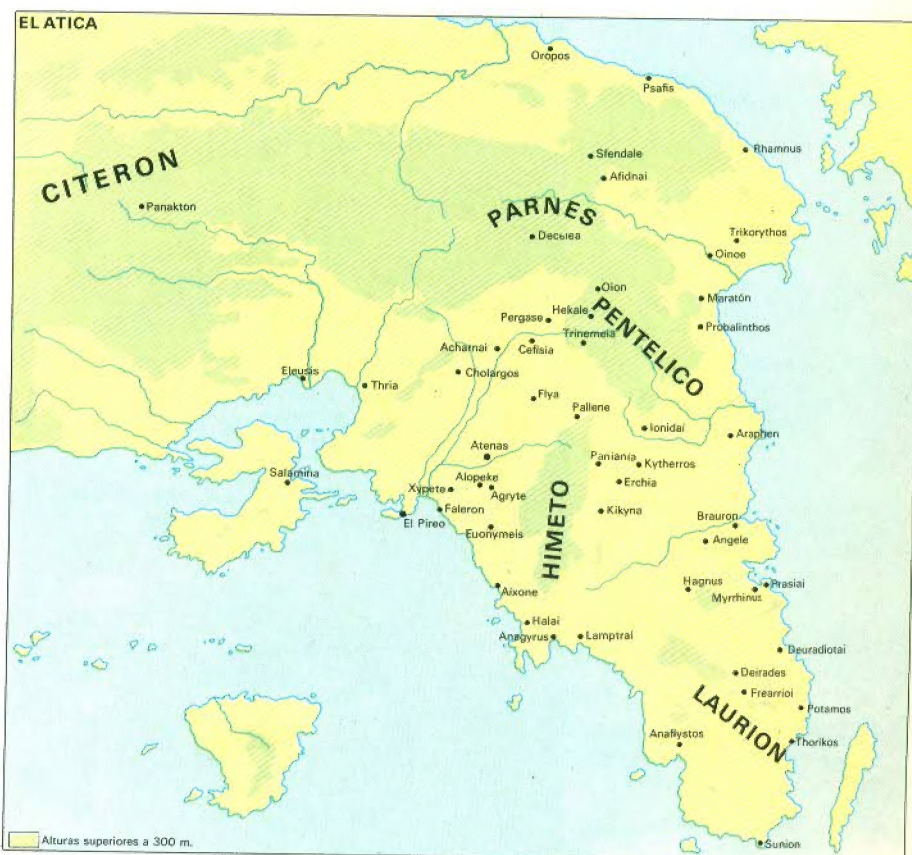 EL ATICA
Oropos
Psafis
Rhamnus
Sfendale
Afidnai
CITERON
Panakton
PARNES
Decelea
Trikorythos
Oinoe
Oion
Maratón
Hekale
Pergase
PENTELICO
Probalinthos
Trinemeia
Cefisia
Acharnai
Cholargos
Eleusis
Thria
Flya
Pallene
Ionidai
Araphen
Atenas
Paniania
Kytherros
Salamina
Alopeke
Erchia
Xypete
Agryte
HIMETO
Faleron
Kikyna
El Pireo
Euonymeis
Brauron
Angele
Aixone
Hagnus
Prasiai
Myrrhinus
Halai
Anagyrus
Lamptrai
Deuradiotai
Deirades
Frearrioi
LAURION
Potamos
Anaflystos
Thorikos
Alturas superiores a 300 m.
Sunion